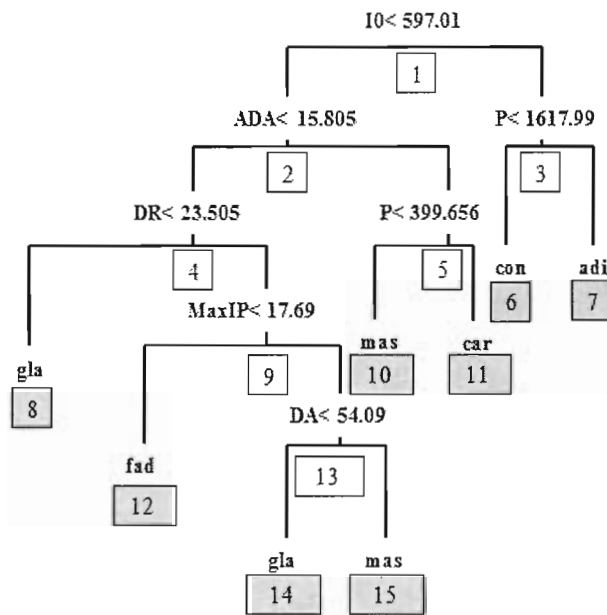 I0< 597.01
1
ADA< 15.805
P< 1617.99
2
3
DR< 23.505
P< 399.656
4
5
con
adi
6
7
MaxIP< 17.69
gla
8
9
mas
car
10
11
DA< 54.09
fad
12
13
gla
mas
14
15